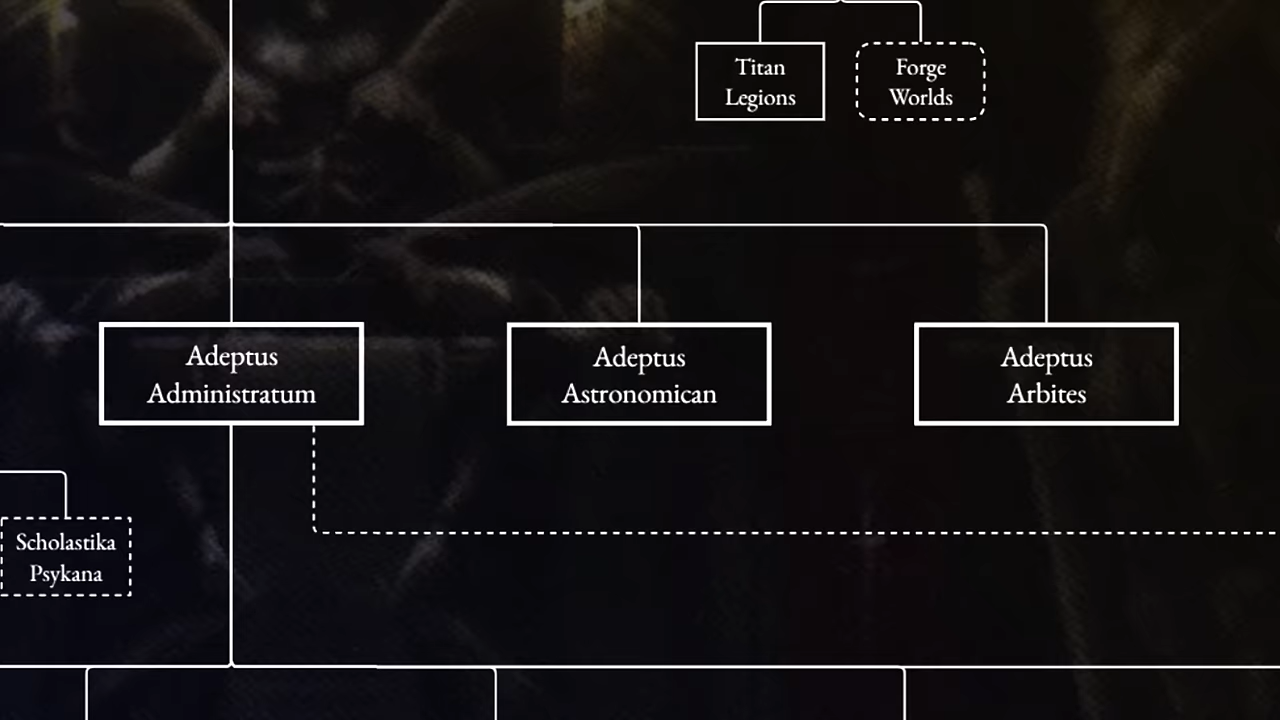 Titan
Legions
Forge
Worlds
Adeptus
Administratum
Adeptus
Astronomican
Adeptus
Arbites
Scholastika
Psykana